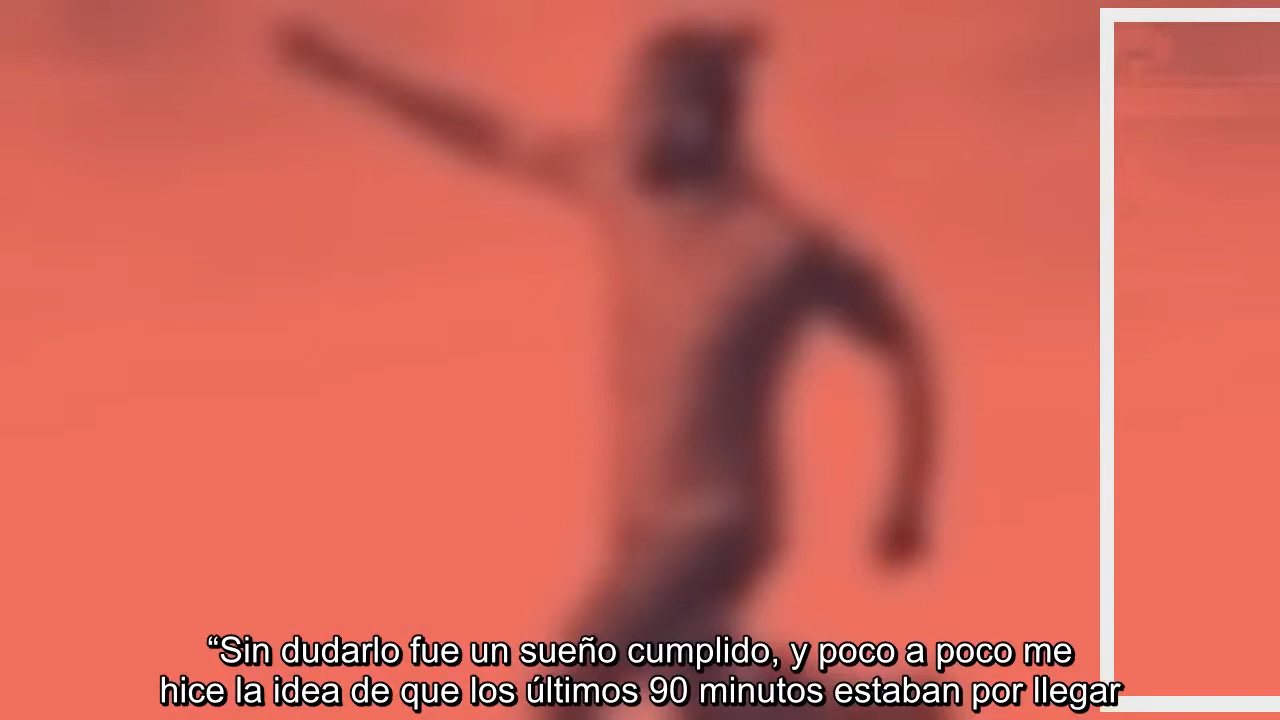 “Sin dudarlo fue un sueño cumplido, y poco a poco me
hice la idea de que los últimos 90 minutos estaban por llegar